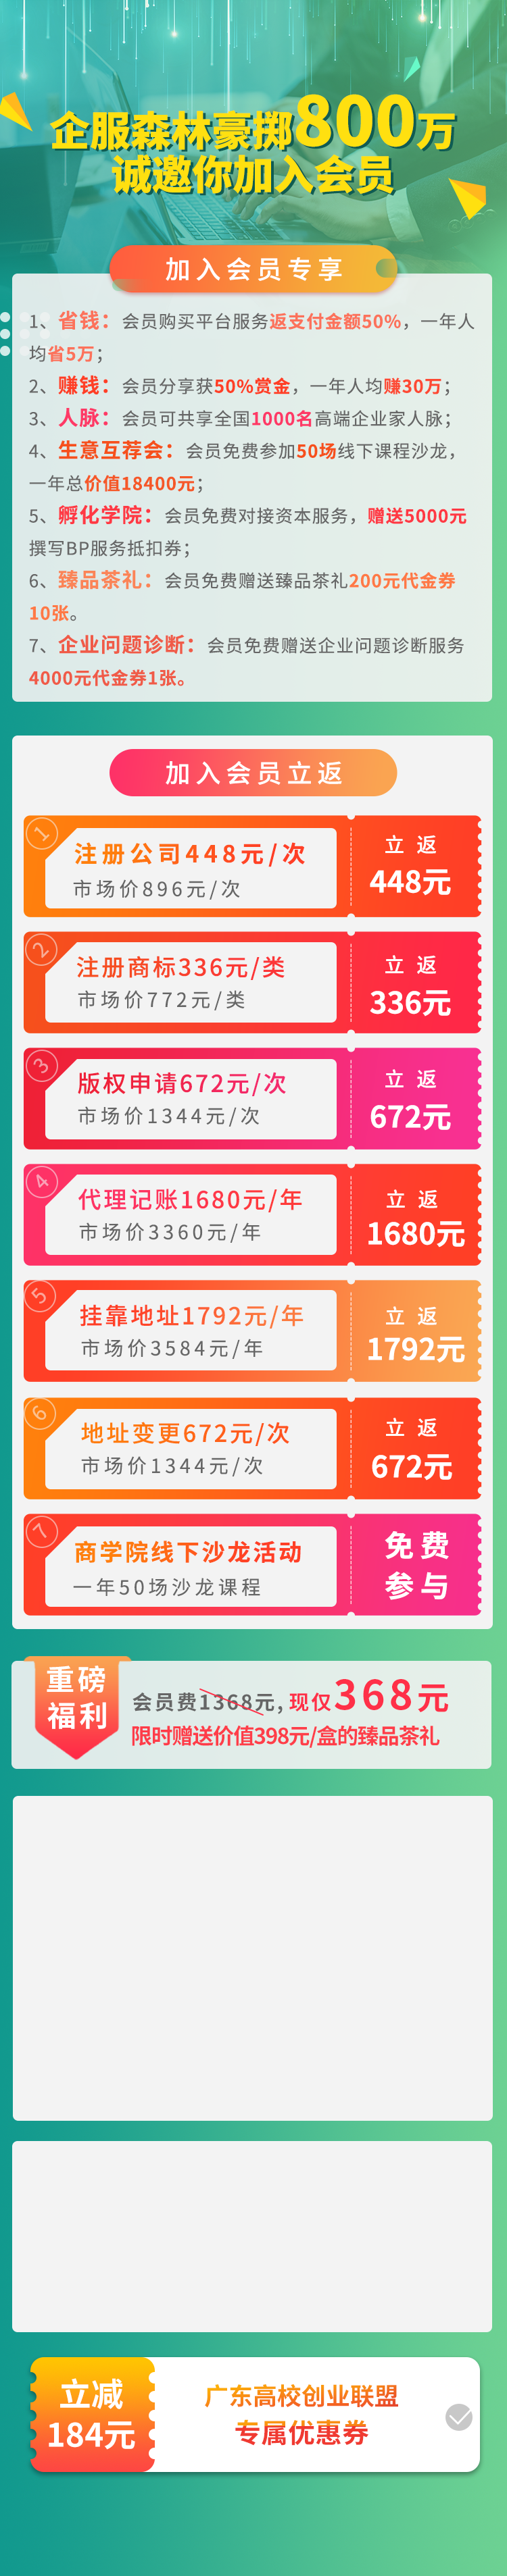 企服森林豪掷800万
诚邀你加入会员
加入会员专享
1、省钱：会员购买平台服务返支付金额50%，一年人
均省5万；
2、赚钱：会员分享获50%赏金，一年人均赚30万；
3、人脉：会员可共享全国1000名高端企业家人脉；
4、生意互荐会：会员免费参加50场线下课程沙龙，
一年总价值18400元；
5、孵化学院：会员免费对接资本服务，赠送5000元
撰写BP服务抵扣券；
6、臻品茶礼：会员免费赠送臻品茶礼200元代金券
10张。
7、企业问题诊断：会员免费赠送企业问题诊断服务
4000元代金券1张。
加入会员立返
1
注册公司448元/次
市场价896元/次
立 返
448元
2
注册商标336元/类
市场价772元/类
立 返
336元
3
版权申请672元/次
市场价1344元/次
立 返
672元
4
代理记账1680元/年
市场价3360元/年
立 返
1680元
5
挂靠地址1792元/年
市场价3584元/年
立 返
1792元
6
地址变更672元/次
市场价1344元/次
立 返
672元
7
商学院线下沙龙活动
一年50场沙龙课程
免费
参与
重磅
福利
会员费1368元,现仅368元
限时赠送价值398元/盒的臻品茶礼
立减
184元
广东高校创业联盟
专属优惠券